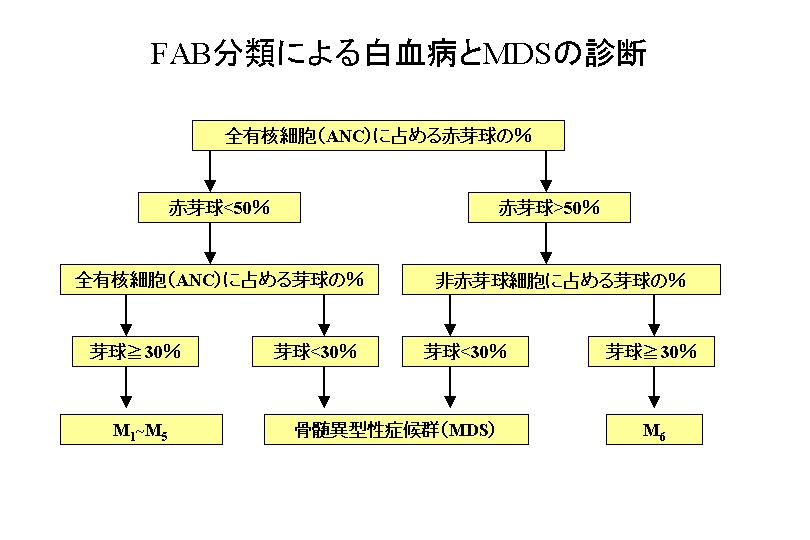 FAB分類による白血病とMDSの診断
全有核細胞（ANC）に占める赤芽球の％
赤芽球<50％
赤芽球>50％
全有核細胞（ANC）に占める芽球の％
非赤芽球細胞に占める芽球の％
芽球≧30％
芽球<30％
芽球<30％
芽球≧30％
M1~M5
骨髄異型性症候群（MDS）
M6